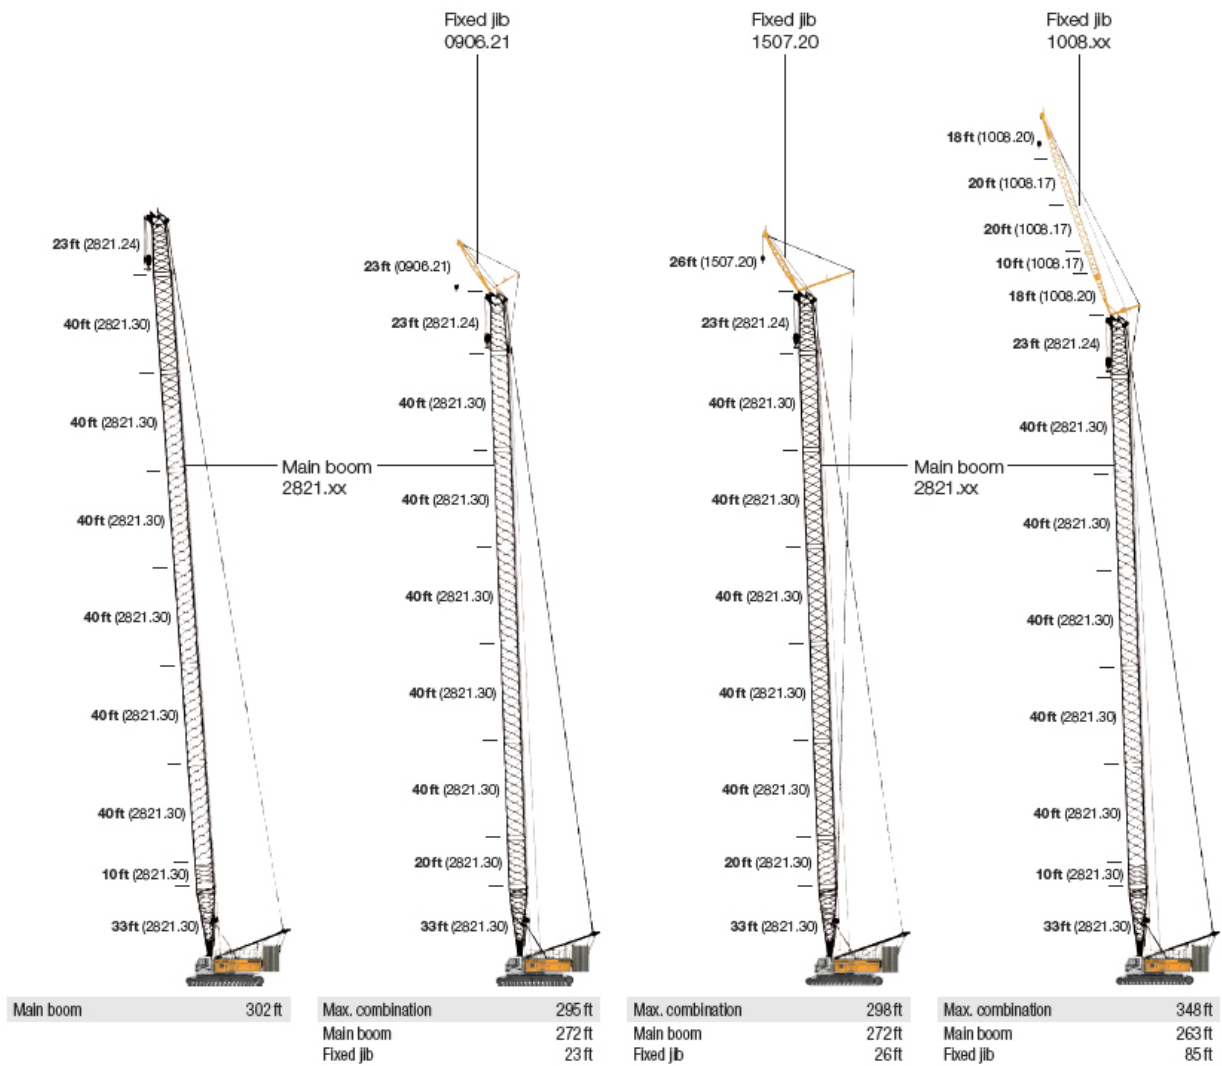 Fixed jib
0906.21
Fixed jib
1507.20
Fixed jib
1008.xx
23 ft (2821.24)
40 ft (2821.30)
40 ft (2821.30)
40 ft (2821.30)
40 ft (2821.30)
40 ft (2821.30)
40 ft (2821.30)
10 ft (2821.30)
33 ft (2821.30)
Main boom
2821.xx
23 ft (0906.21)
23 ft (2821.24)
40 ft (2821.30)
40 ft (2821.30)
40 ft (2821.30)
40 ft (2821.30)
40 ft (2821.30)
20 ft (2821.30)
33 ft (2821.30)
26 ft (1507.20)
23 ft (2821.24)
40 ft (2821.30)
40 ft (2821.30)
40 ft (2821.30)
40 ft (2821.30)
40 ft (2821.30)
20 ft (2821.30)
33 ft (2821.30)
Main boom
2821.xx
18 ft (1008.20)
20 ft (1008.17)
20 ft (1008.17)
10 ft (1008.17)
18 ft (1008.20)
23 ft (2821.24)
40 ft (2821.30)
40 ft (2821.30)
40 ft (2821.30)
40 ft (2821.30)
40 ft (2821.30)
10 ft (2821.30)
33 ft (2821.30)
Main boom 302 ft
Max. combination 295 ft
Main boom 272 ft
Fixed jib 23 ft
Max. combination 298 ft
Main boom 272 ft
Fixed jib 26 ft
Max. combination 348 ft
Main boom 263 ft
Fixed jib 85 ft